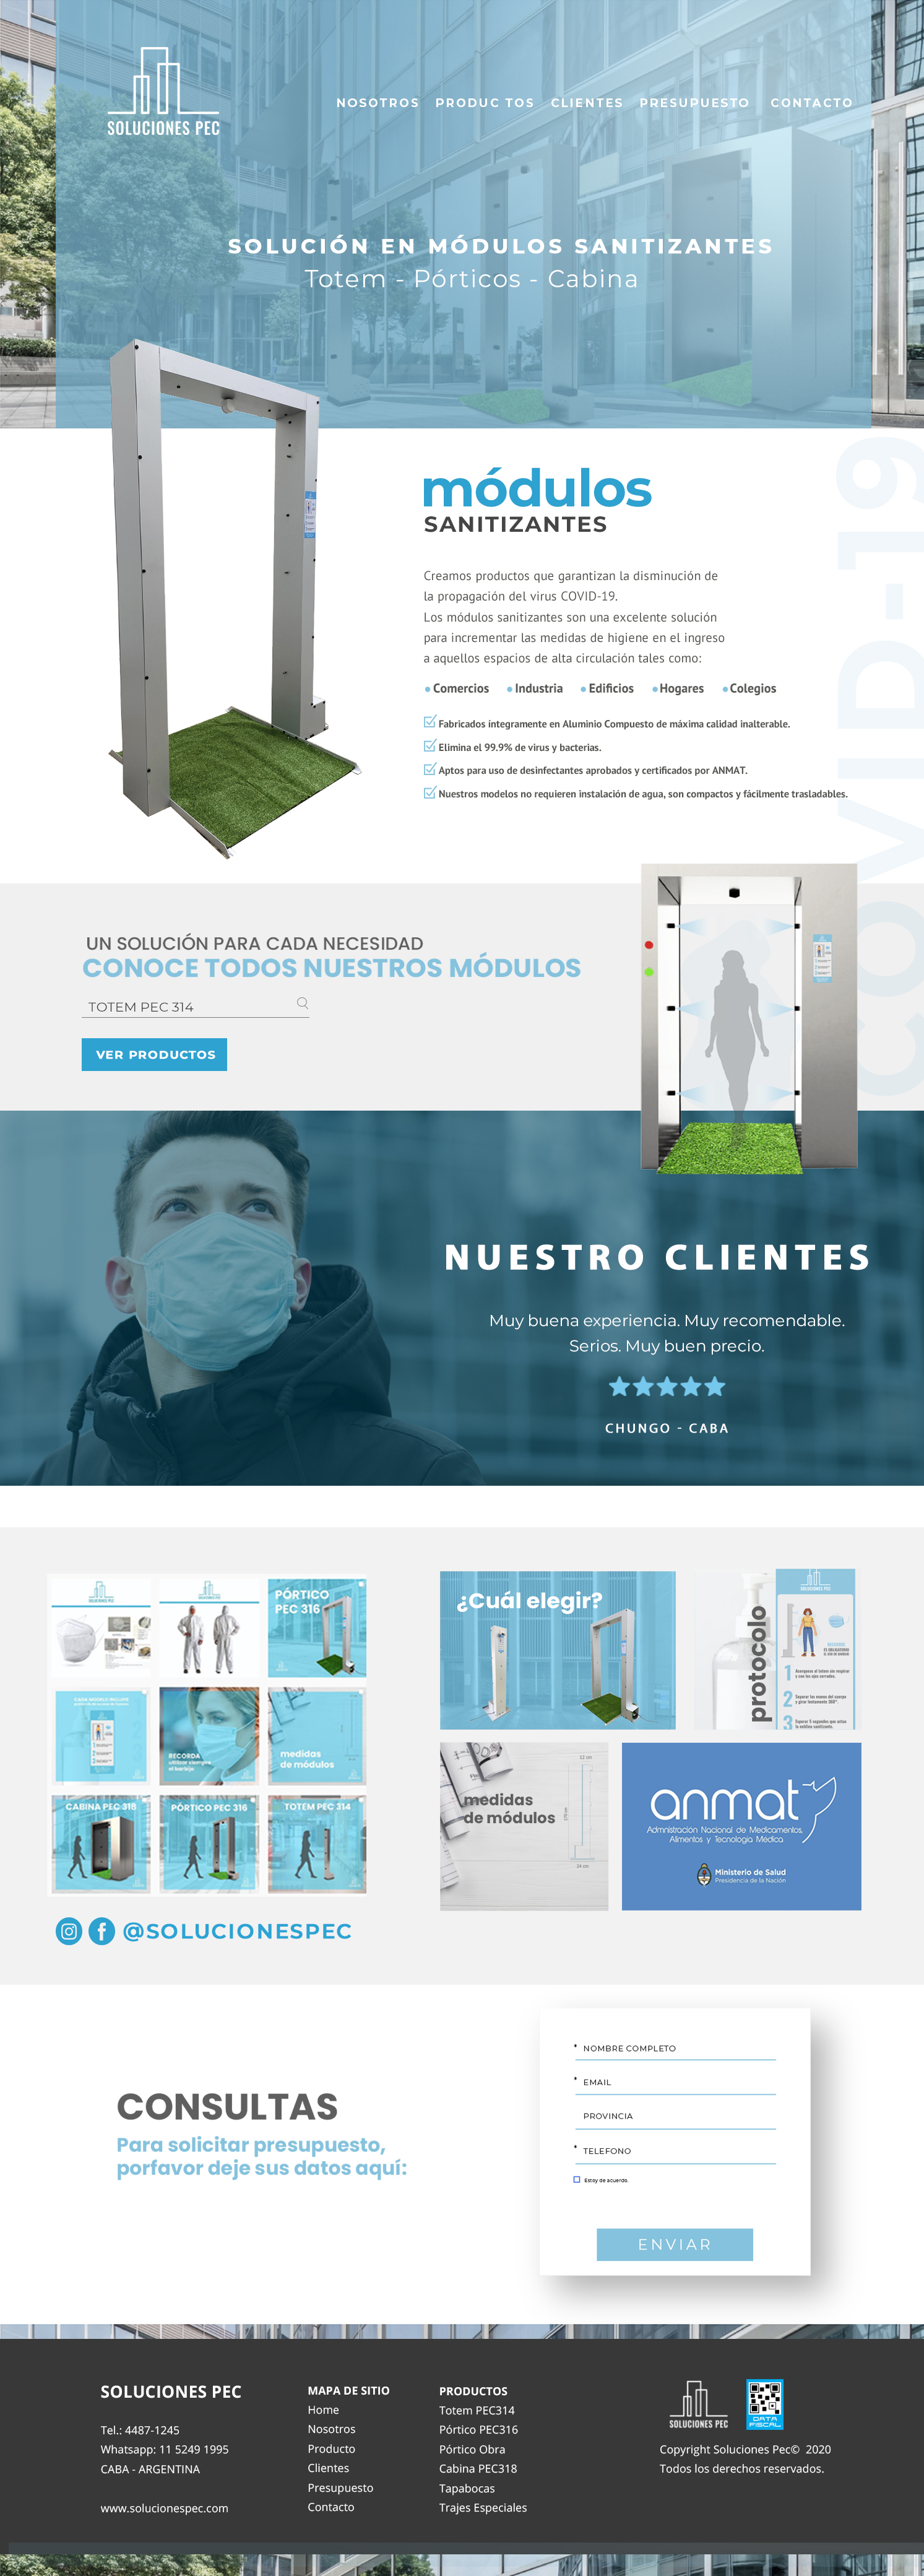 SOLUCIONES PEC
NOSOTROS PRODUC TOS CLIENTES PRESUPUESTO CONTACTO
SOLUCIÓN EN MÓDULOS SANITIZANTES
Totem - Pórticos - Cabina
módulos
SANITIZANTES
COVID-19
Creamos productos que garantizan la disminución de
la propagación del virus COVID-19.
Los módulos sanitizantes son una excelente solución
para incrementar las medidas de higiene en el ingreso
a aquellos espacios de alta circulación tales como:
• Comercios • Industria • Edificios • Hogares • Colegios
Fabricados íntegramente en Aluminio Compuesto de máxima calidad inalterable.
Elimina el 99.9% de virus y bacterias.
Aptos para uso de desinfectantes aprobados y certificados por ANMAT.
Nuestros modelos no requieren instalación de agua, son compactos y fácilmente trasladables.
UN SOLUCIÓN PARA CADA NECESIDAD
CONOCE TODOS NUESTROS MÓDULOS
TOTEM PEC 314
VER PRODUCTOS
NUESTRO CLIENTES
Muy buena experiencia. Muy recomendable.
Serios. Muy buen precio.
CHUNGO - CABA
PÓRTICO
PEC 316
RECORDA
utilizar siempre
el barbijo
medidas
de módulos
CABINA PEC 318
PÓRTICO PEC 316
TOTEM PEC 314
@SOLUCIONESPEC
¿Cuál elegir?
protocolo
1
2
3
medidas
de módulos
12 cm
24 cm
anmat
Administración Nacional de Medicamentos,
Alimentos y Tecnología Médica
Ministerio de Salud
Presidencia de la Nación
CONSULTAS
Para solicitar presupuesto,
porfavor deje sus datos aquí:
* NOMBRE COMPLETO
* EMAIL
PROVINCIA
* TELEFONO
Estoy de acuerdo
ENVIAR
SOLUCIONES PEC
Tel.: 4487-1245
Whatsapp: 11 5249 1995
CABA - ARGENTINA
www.solucionespec.com
MAPA DE SITIO
Home
Nosotros
Producto
Clientes
Presupuesto
Contacto
PRODUCTOS
Totem PEC314
Pórtico PEC316
Pórtico Obra
Cabina PEC318
Tapabocas
Trajes Especiales
SOLUCIONES PEC
DATA
FISCAL
Copyright Soluciones Pec© 2020
Todos los derechos reservados.